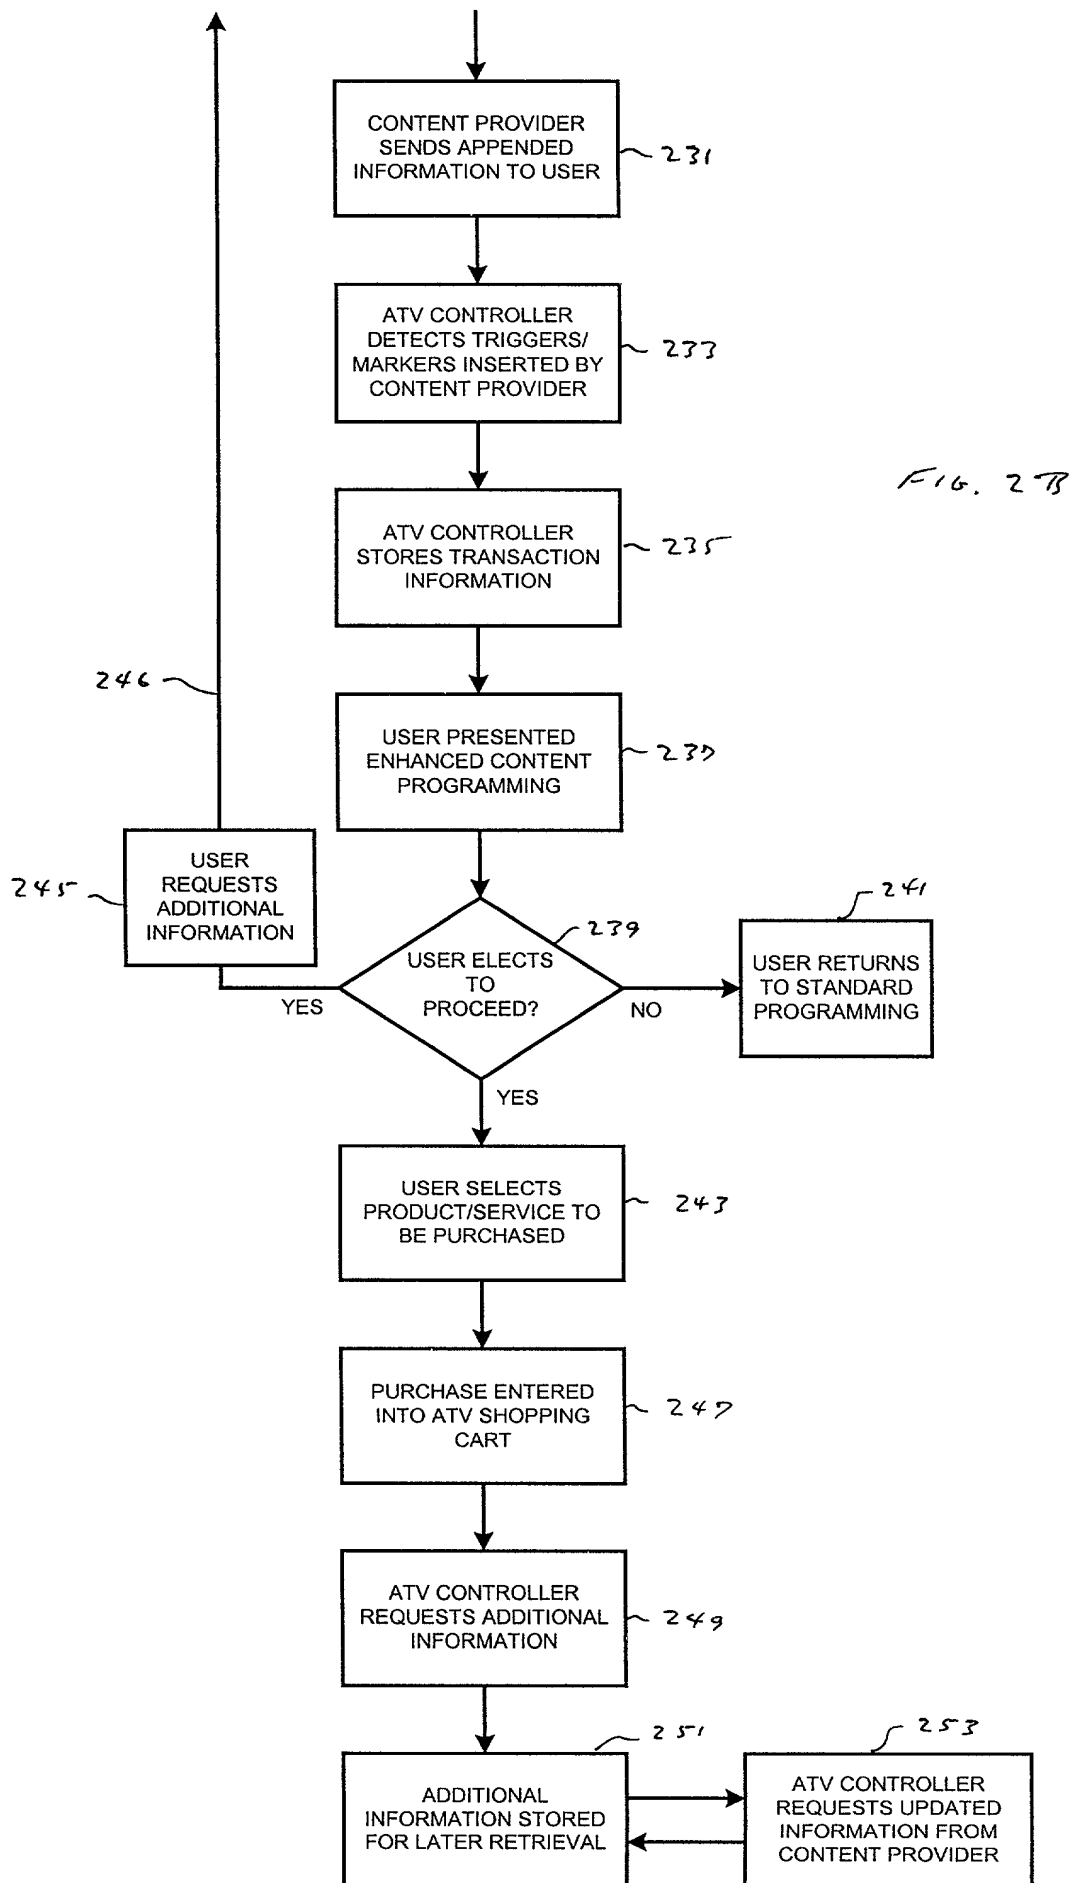 CONTENT PROVIDER
SENDS APPENDED
INFORMATION TO USER
231
ATV CONTROLLER
DETECTS TRIGGERS/
MARKERS INSERTED BY
CONTENT PROVIDER
233
FIG. 2B
ATV CONTROLLER
STORES TRANSACTION
INFORMATION
235
246
USER PRESENTED
ENHANCED CONTENT
PROGRAMMING
237
USER
REQUESTS
ADDITIONAL
INFORMATION
245
239
USER ELECTS
TO
PROCEED?
YES
NO
241
USER RETURNS
TO STANDARD
PROGRAMMING
YES
USER SELECTS
PRODUCT/SERVICE TO
BE PURCHASED
243
PURCHASE ENTERED
INTO ATV SHOPPING
CART
247
ATV CONTROLLER
REQUESTS ADDITIONAL
INFORMATION
249
251
ADDITIONAL
INFORMATION STORED
FOR LATER RETRIEVAL
253
ATV CONTROLLER
REQUESTS UPDATED
INFORMATION FROM
CONTENT PROVIDER